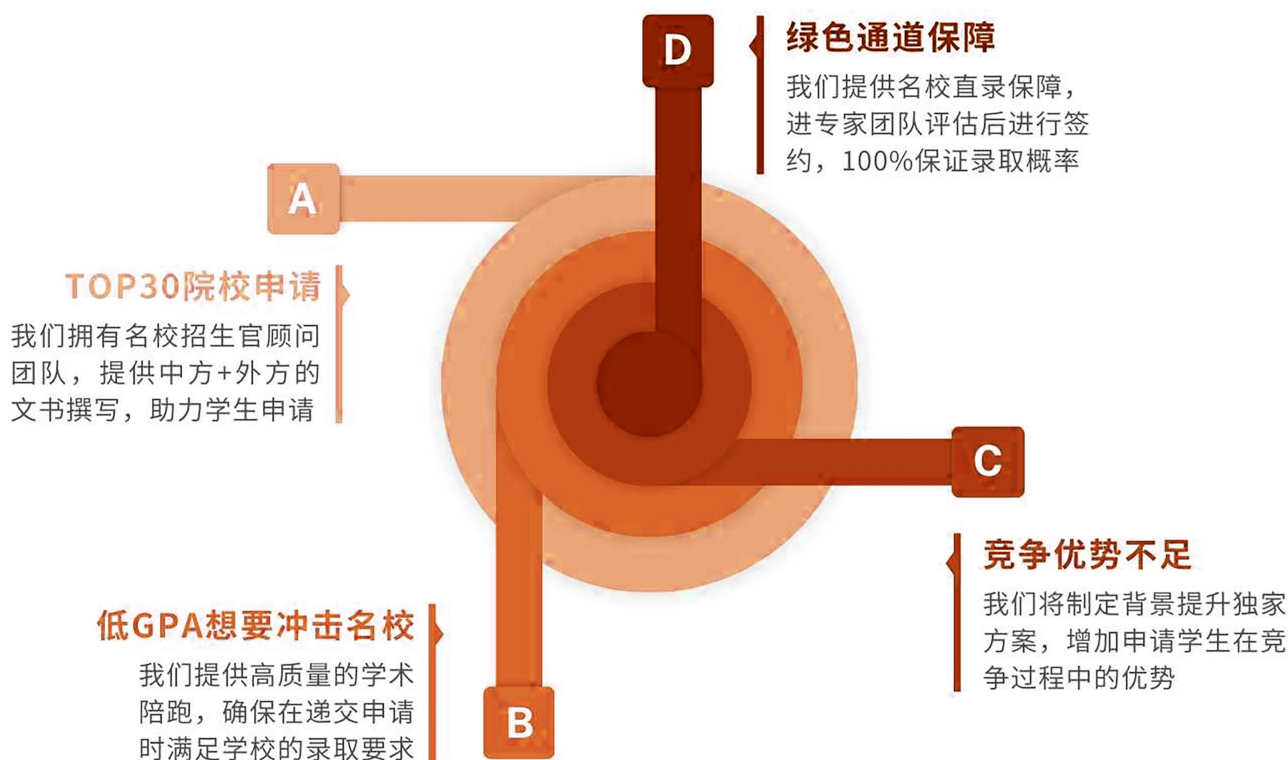 D
绿色通道保障
我们提供名校直录保障，
进专家团队评估后进行签
约，100%保证录取概率
A
TOP30院校申请
我们拥有名校招生官顾问
团队，提供中方+外方的
文书撰写，助力学生申请
C
竞争优势不足
我们将制定背景提升独家
方案，增加申请学生在竞
争过程中的优势
低GPA想要冲击名校
我们提供高质量的学术
陪跑，确保在递交申请
时满足学校的录取要求
B